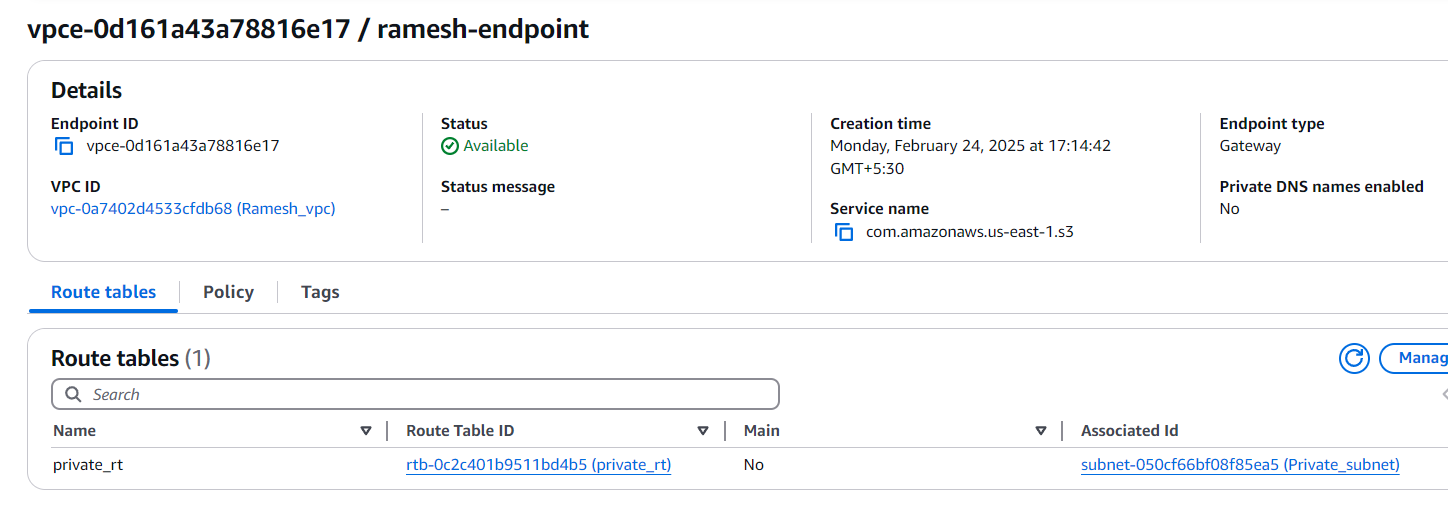 vpce-0d161a43a78816e17 / ramesh-endpoint
Details
Endpoint ID
vpce-0d161a43a78816e17
VPC ID
vpc-0a7402d4533cfdb68 (Ramesh_vpc)
Status
Available
Status message
–
Creation time
Monday, February 24, 2025 at 17:14:42
GMT+5:30
Service name
com.amazonaws.us-east-1.s3
Endpoint type
Gateway
Private DNS names enabled
No
Route tables
Policy
Tags
Route tables (1)
Manag
Search
Name
Route Table ID
Main
Associated Id
private_rt
rtb-0c2c401b9511bd4b5 (private_rt)
No
subnet-050cf66bf08f85ea5 (Private_subnet)